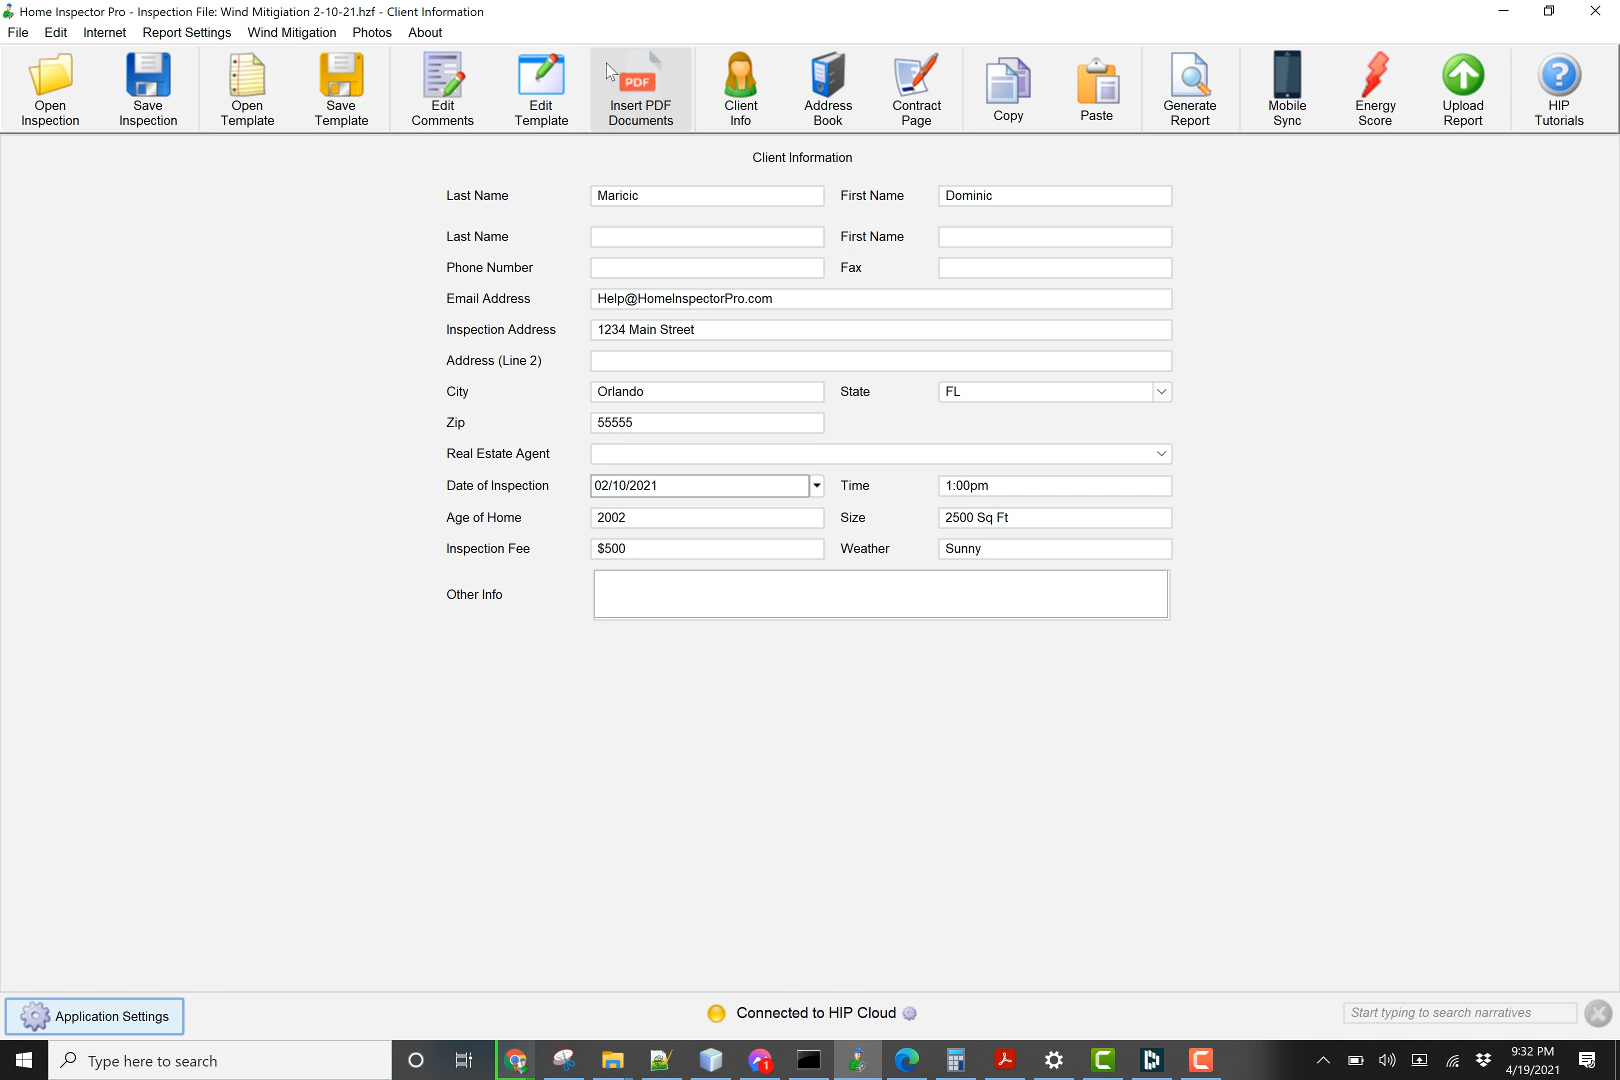 Home Inspector Pro - Inspection File: Wind Mitigiation 2-10-21.hzf - Client Information
File Edit Internet Report Settings Wind Mitigation Photos About
Open Inspection
Save Inspection
Open Template
Save Template
Edit Comments
Edit Template
PDF
Insert PDF Documents
Client Info
Address Book
Contract Page
Copy
Paste
Generate Report
Mobile Sync
Energy Score
Upload Report
?
HIP Tutorials
Client Information
Last Name Maricic First Name Dominic
Last Name First Name
Phone Number Fax
Email Address Help@HomeInspectorPro.com
Inspection Address 1234 Main Street
Address (Line 2)
City Orlando State FL
Zip 55555
Real Estate Agent
Date of Inspection 02/10/2021 Time 1:00pm
Age of Home 2002 Size 2500 Sq Ft
Inspection Fee $500 Weather Sunny
Other Info
Application Settings Connected to HIP Cloud Start typing to search narratives
Type here to search
1
9:32 PM
4/19/2021